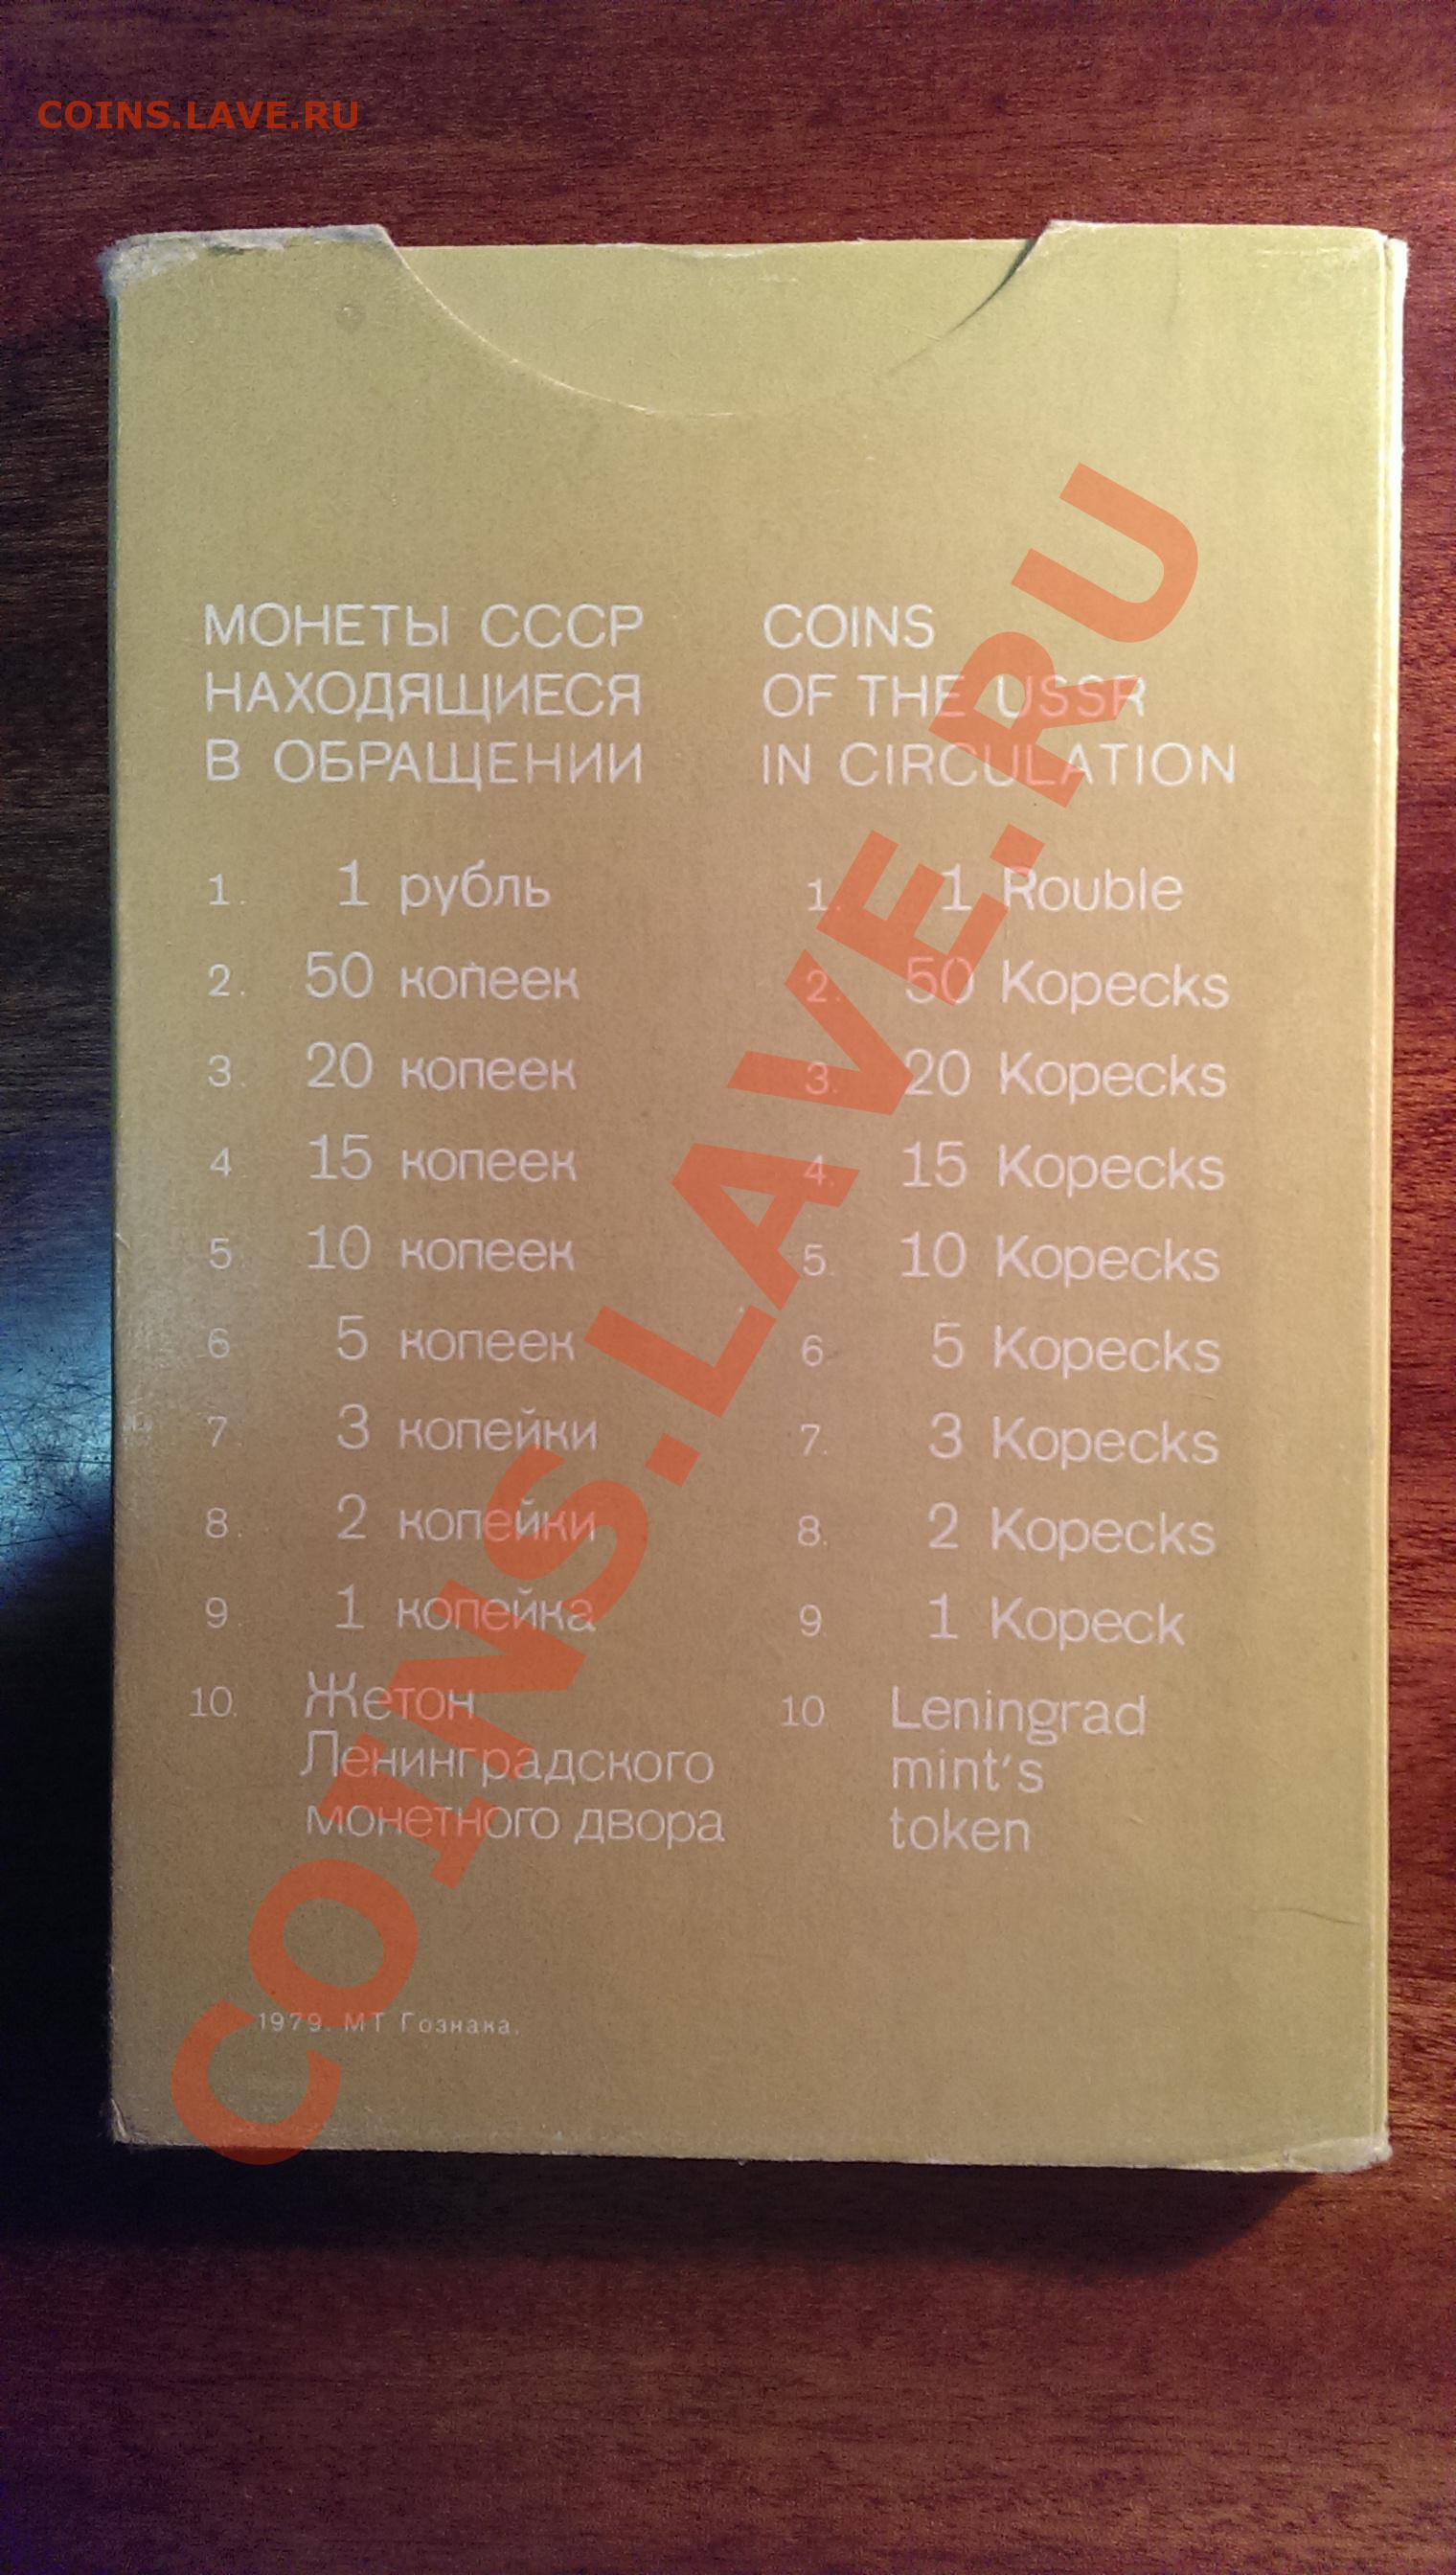 COINS.LAVE.RU
МОНЕТЫ СССР
НАХОДЯЩИЕСЯ
В ОБРАЩЕНИИ
1. 1 рубль
2. 50 копеек
3. 20 копеек
4 15 копеек
5 10 копеек
6 5 копеек
7. 3 копейки
8. 2 копейки
9. 1 копейка
10. Жетон
Ленинградского
монетного двора
COINS
OF THE USSR
IN CIRCULATION
1. 1 Rouble
2. 50 Kopecks
3. 20 Kopecks
4. 15 Kopecks
5. 10 Kopecks
6 5 Kopecks
7. 3 Kopecks
8. 2 Kopecks
9. 1 Kopeck
10 Leningrad
mint's
token
1979. МТ Гознака.
COINS.LAVE.RU